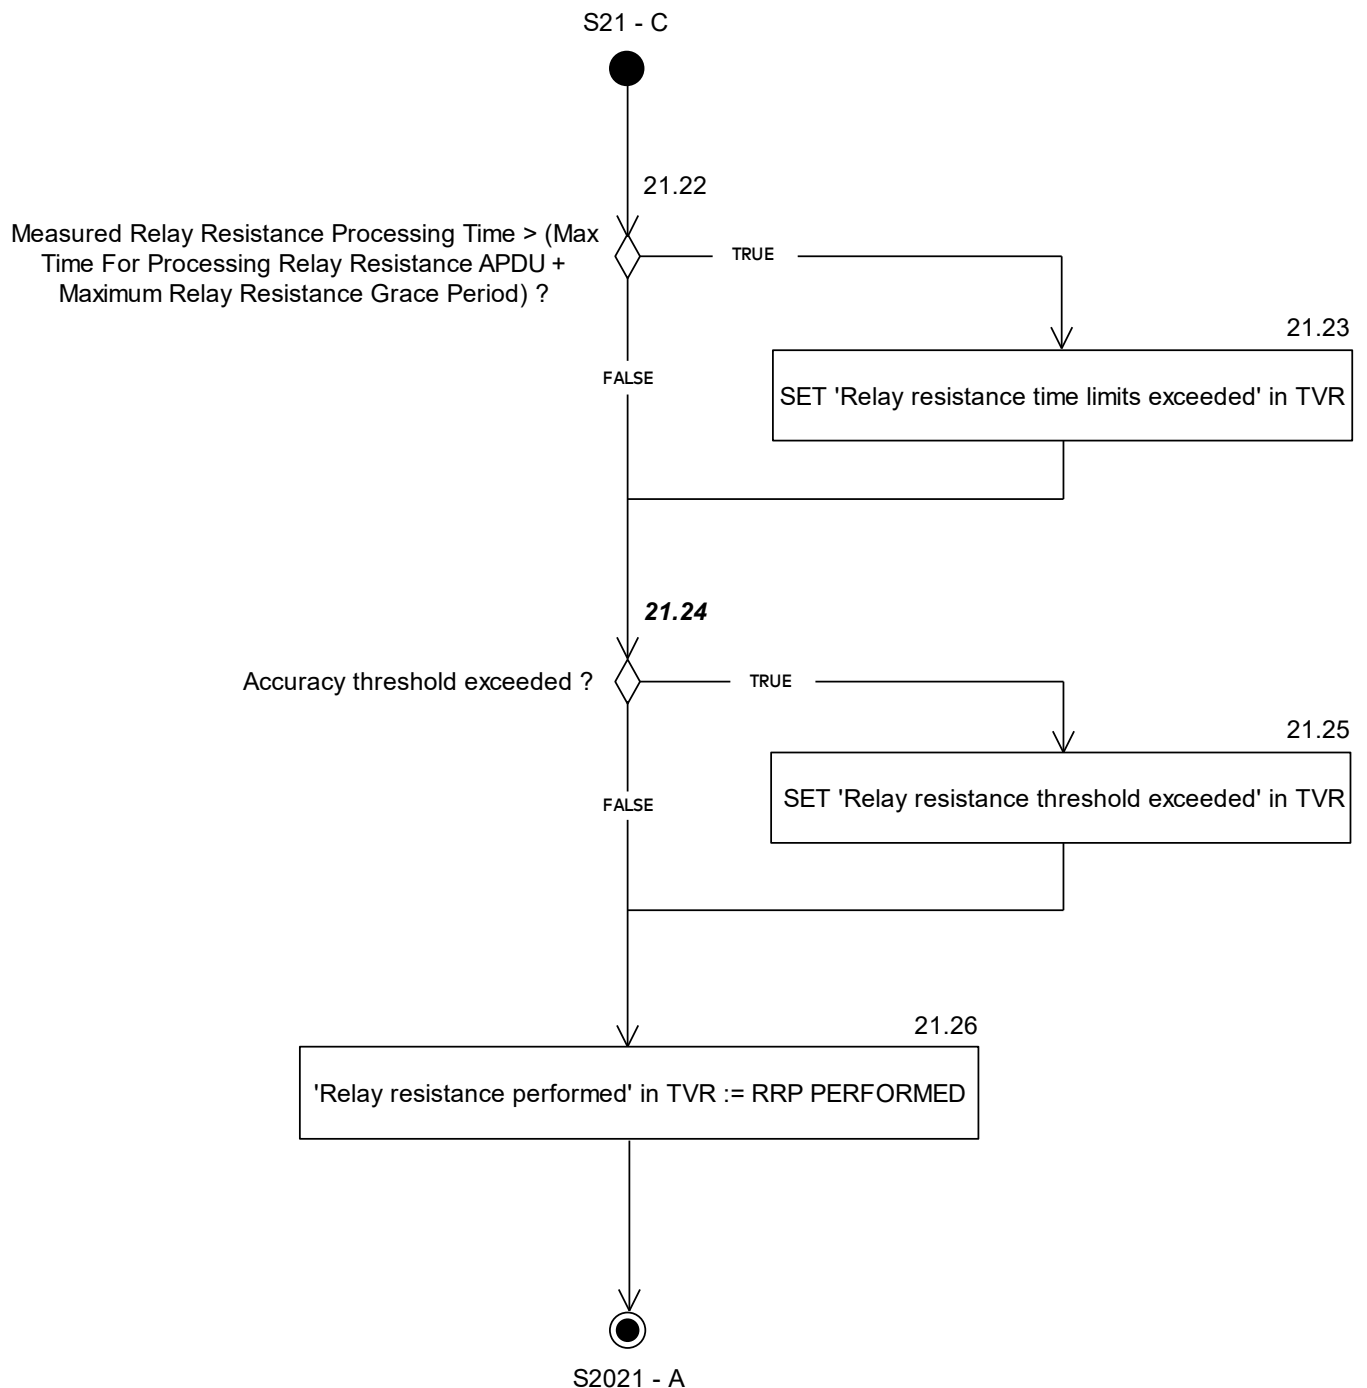 S21 - C
21.22
Measured Relay Resistance Processing Time > (Max
Time For Processing Relay Resistance APDU +
Maximum Relay Resistance Grace Period) ?
TRUE
21.23
SET 'Relay resistance time limits exceeded' in TVR
FALSE
21.24
Accuracy threshold exceeded ?
TRUE
21.25
SET 'Relay resistance threshold exceeded' in TVR
FALSE
21.26
'Relay resistance performed' in TVR := RRP PERFORMED
S2021 - A